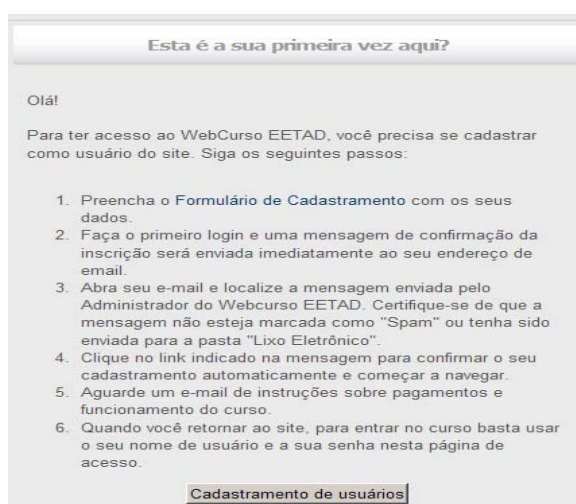 Esta é a sua primeira vez aqui?
Olá!
Para ter acesso ao WebCurso EETAD, você precisa se cadastrar
como usuário do site. Siga os seguintes passos:
1. Preencha o Formulário de Cadastramento com os seus
dados.
2. Faça o primeiro login e uma mensagem de confirmação da
inscrição será enviada imediatamente ao seu endereço de
email.
3. Abra seu e-mail e localize a mensagem enviada pelo
Administrador do Webcurso EETAD. Certifique-se de que a
mensagem não esteja marcada como "Spam" ou tenha sido
enviada para a pasta "Lixo Eletrônico".
4. Clique no link indicado na mensagem para confirmar o seu
cadastramento automaticamente e começar a navegar.
5. Aguarde um e-mail de instruções sobre pagamentos e
funcionamento do curso.
6. Quando você retornar ao site, para entrar no curso basta usar
o seu nome de usuário e a sua senha nesta página de
acesso.
Cadastramento de usuários